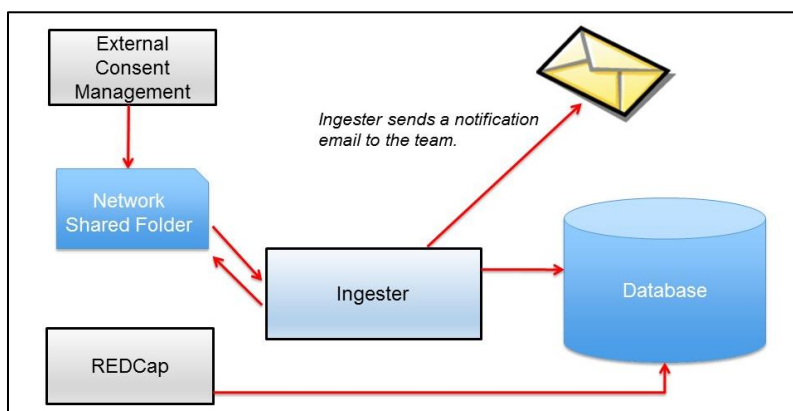 External
Consent
Management
Ingester sends a notification
email to the team.
Network
Shared Folder
Ingester
Database
REDCap